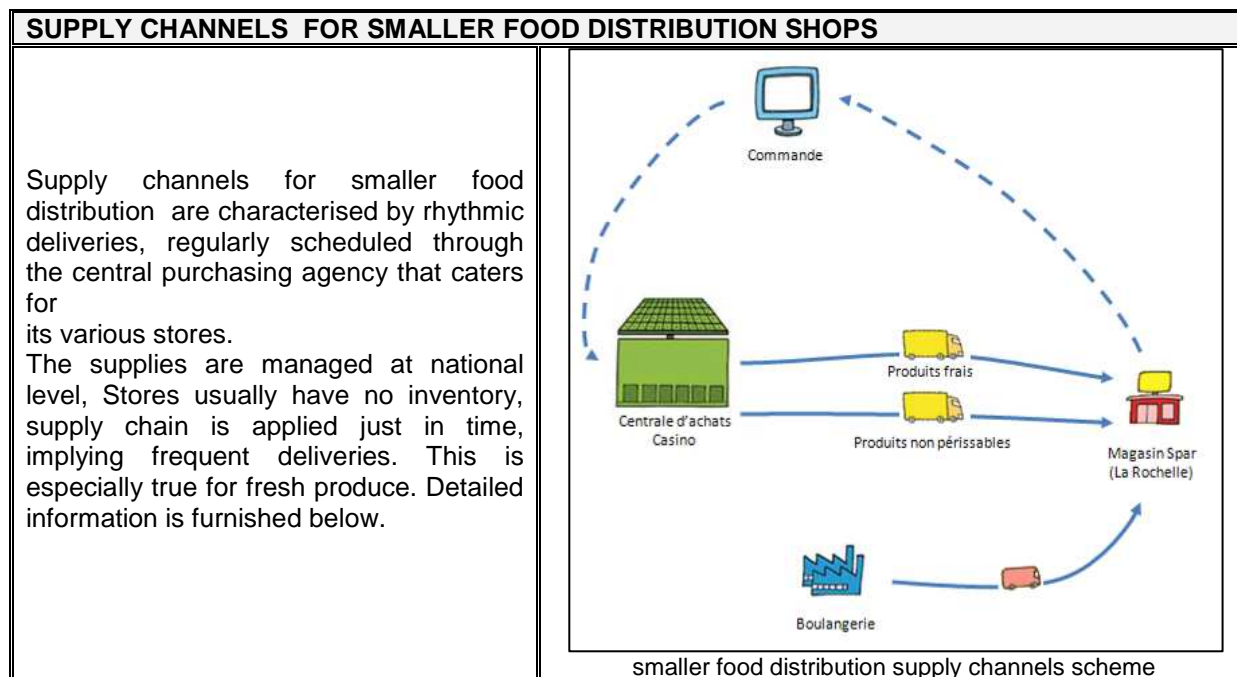 SUPPLY CHANNELS FOR SMALLER FOOD DISTRIBUTION SHOPS
Supply channels for smaller food
distribution are characterised by rhythmic
deliveries, regularly scheduled through
the central purchasing agency that caters
for
its various stores.
The supplies are managed at national
level, Stores usually have no inventory,
supply chain is applied just in time,
implying frequent deliveries. This is
especially true for fresh produce. Detailed
information is furnished below.
Commande
Produits frais
Centrale d'achats
Casino
Produits non périssables
Magasin Spar
(La Rochelle)
Boulangerie
smaller food distribution supply channels scheme